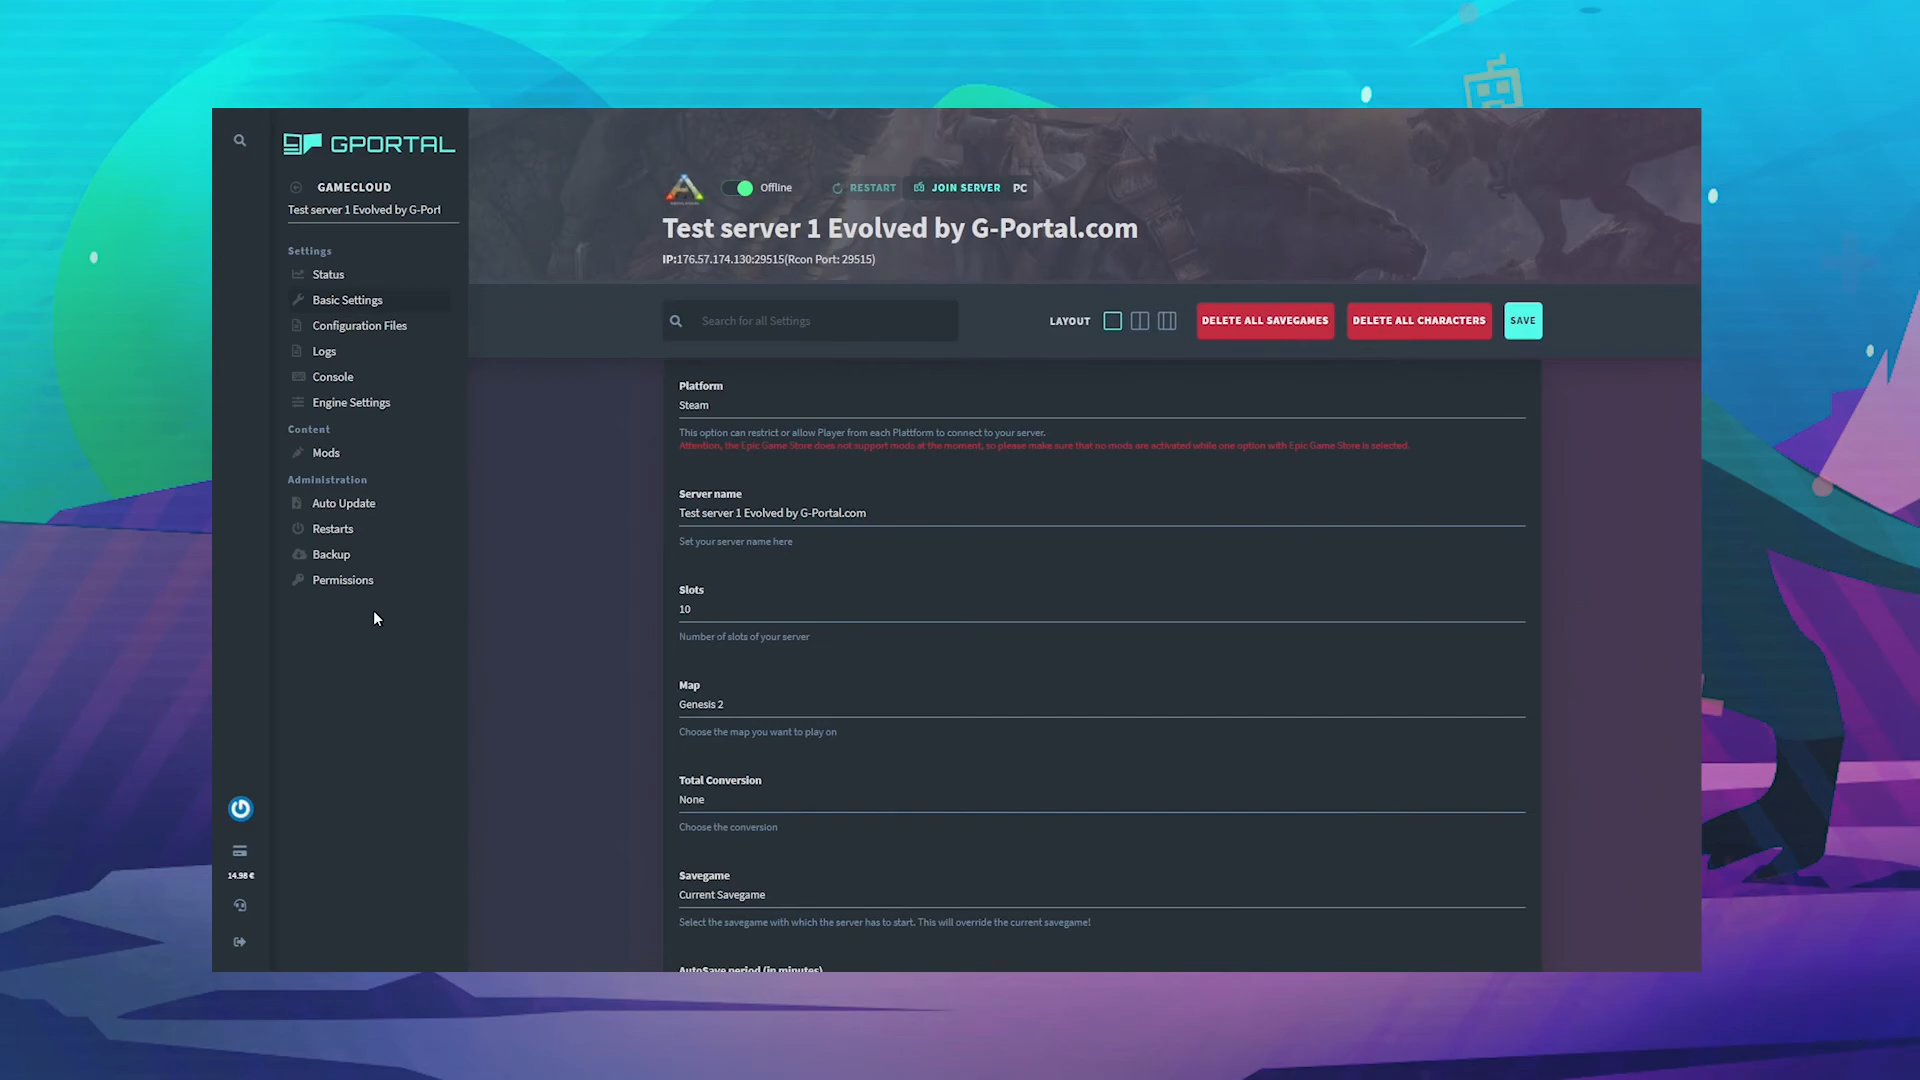 GPORTAL
GAMECLOUD
Test server 1 Evolved by G-Port
Settings
Status
Basic Settings
Configuration Files
Logs
Console
Engine Settings
Content
Mods
Administration
Auto Update
Restarts
Backup
Permissions
14.98 €
Offline
RESTART
JOIN SERVER
PC
Test server 1 Evolved by G-Portal.com
IP:176.57.174.130:29515(Rcon Port: 29515)
Search for all Settings
LAYOUT
DELETE ALL SAVEGAMES
DELETE ALL CHARACTERS
SAVE
Platform
Steam
This option can restrict or allow Player from each Plattform to connect to your server.
Attention, the Epic Game Store does not support mods at the moment, so please make sure that no mods are activated while one option with Epic Game Store is selected.
Server name
Test server 1 Evolved by G-Portal.com
Set your server name here
Slots
10
Number of slots of your server
Map
Genesis 2
Choose the map you want to play on
Total Conversion
None
Choose the conversion
Savegame
Current Savegame
Select the savegame with which the server has to start. This will override the current savegame!
AutoSave period (in minutes)